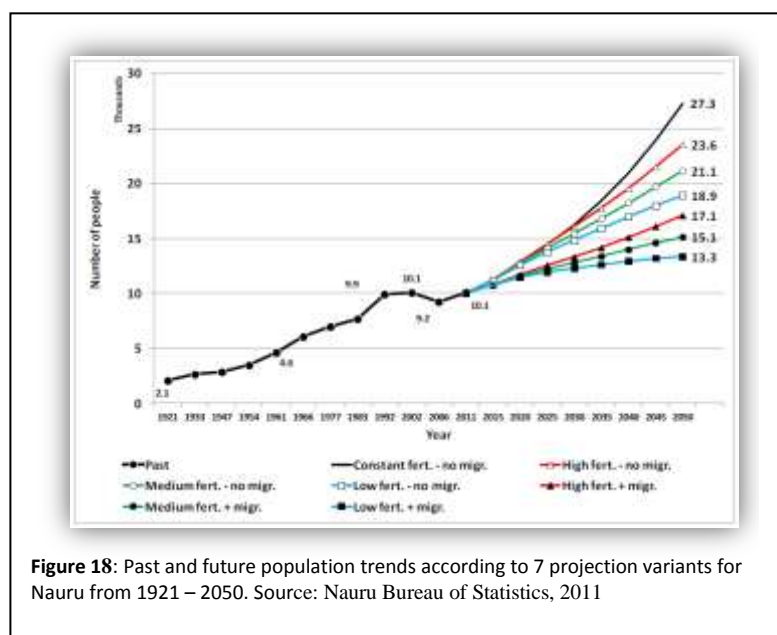 Thousands
30
25
20
15
10
5
0
Number of people
27.3
23.6
21.1
18.9
17.1
15.1
13.3
9.9
10.1
9.2
10.1
4.6
2.1
1921 1933 1947 1954 1961 1966 1977 1983 1992 2002 2006 2011 2015 2020 2025 2030 2035 2040 2045 2050
Year
Past
Constant fert. - no migr.
High fert. - no migr.
Medium fert. - no migr.
Low fert. - no migr.
High fert. + migr.
Medium fert. + migr.
Low fert. + migr.
Figure 18: Past and future population trends according to 7 projection variants for
Nauru from 1921 – 2050. Source: Nauru Bureau of Statistics, 2011